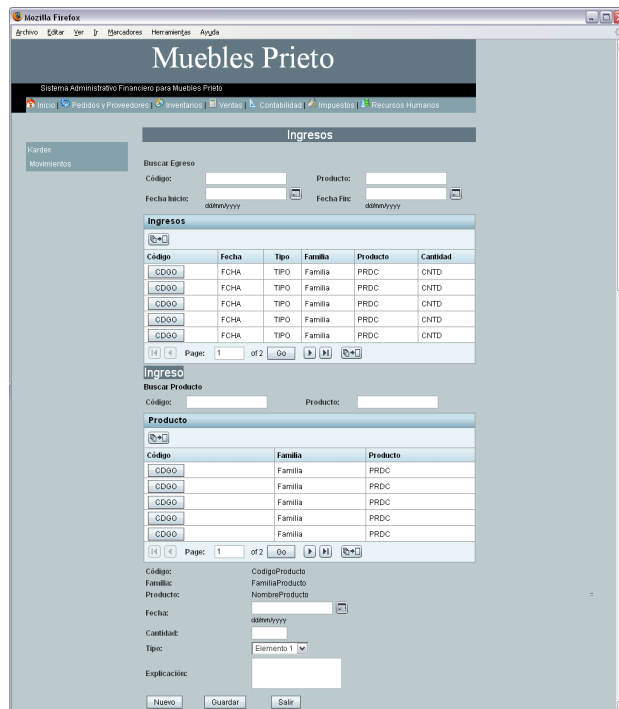 Mozilla Firefox
Archivo Editar Ver Ir Marcadores Herramientas Ayuda
Muebles Prieto
Sistema Administrativo Financiero para Muebles Prieto
Inicio | Pedidos y Proveedores | Inventarios | Ventas | Contabilidad | Impuestos | Recursos Humanos
Ingresos
Kardex
Movimientos
Buscar Egreso
Código: Producto:
Fecha Inicio: Fecha Fin:
dd/mm/yyyy dd/mm/yyyy
Ingresos
Código Fecha Tipo Familia Producto Cantidad
CDGO FCHA TIPO Familia PRDC CNTD
CDGO FCHA TIPO Familia PRDC CNTD
CDGO FCHA TIPO Familia PRDC CNTD
CDGO FCHA TIPO Familia PRDC CNTD
CDGO FCHA TIPO Familia PRDC CNTD
Page: 1 of 2 Go
Ingreso
Buscar Producto
Código: Producto:
Producto
Código Familia Producto
CDGO Familia PRDC
CDGO Familia PRDC
CDGO Familia PRDC
CDGO Familia PRDC
CDGO Familia PRDC
Page: 1 of 2 Go
Código: CodigoProducto
Familia: FamiliaProducto
Producto: NombreProducto
Fecha:
dd/mm/yyyy
Cantidad:
Tipo: Elemento 1
Explicación:
Nuevo Guardar Salir